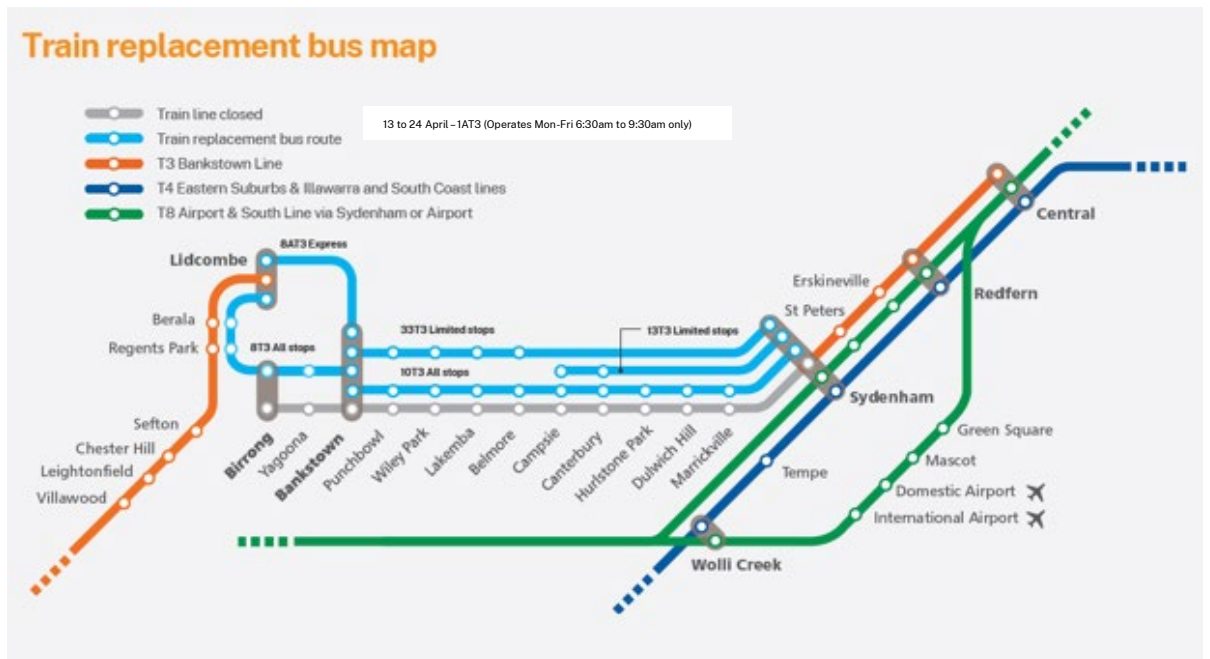 Train replacement bus map
Train line closed
13 to 24 April – 1AT3 (Operates Mon-Fri 6:30am to 9:30am only)
Train replacement bus route
T3 Bankstown Line
T4 Eastern Suburbs & Illawarra and South Coast lines
T8 Airport & South Line via Sydenham or Airport
Central
8AT3 Express
Lidcombe
Erskineville
Redfern
St Peters
Berala
33T3 Limited stops
13T3 Limited stops
Regents Park
8T3 All stops
10T3 All stops
Sydenham
Sefton
Green Square
Chester Hill
Birrong
Yagoona
Bankstown
Punchbowl
Wiley Park
Lakemba
Belmore
Campsie
Canterbury
Hurlstone Park
Dulwich Hill
Marrickville
Mascot
Leightonfield
Tempe
Villawood
Domestic Airport
International Airport
Wolli Creek